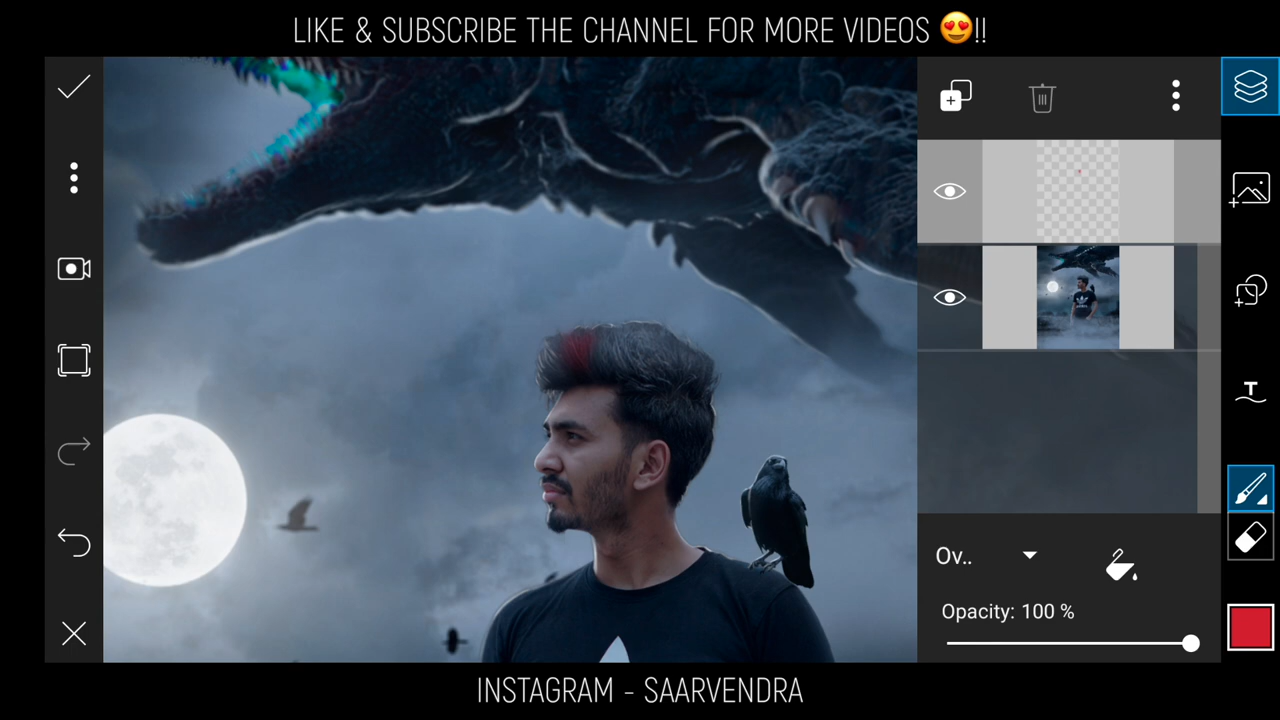 LIKE & SUBSCRIBE THE CHANNEL FOR MORE VIDEOS 😍!!
Ov..
Opacity: 100 %
INSTAGRAM - SAARVENDRA